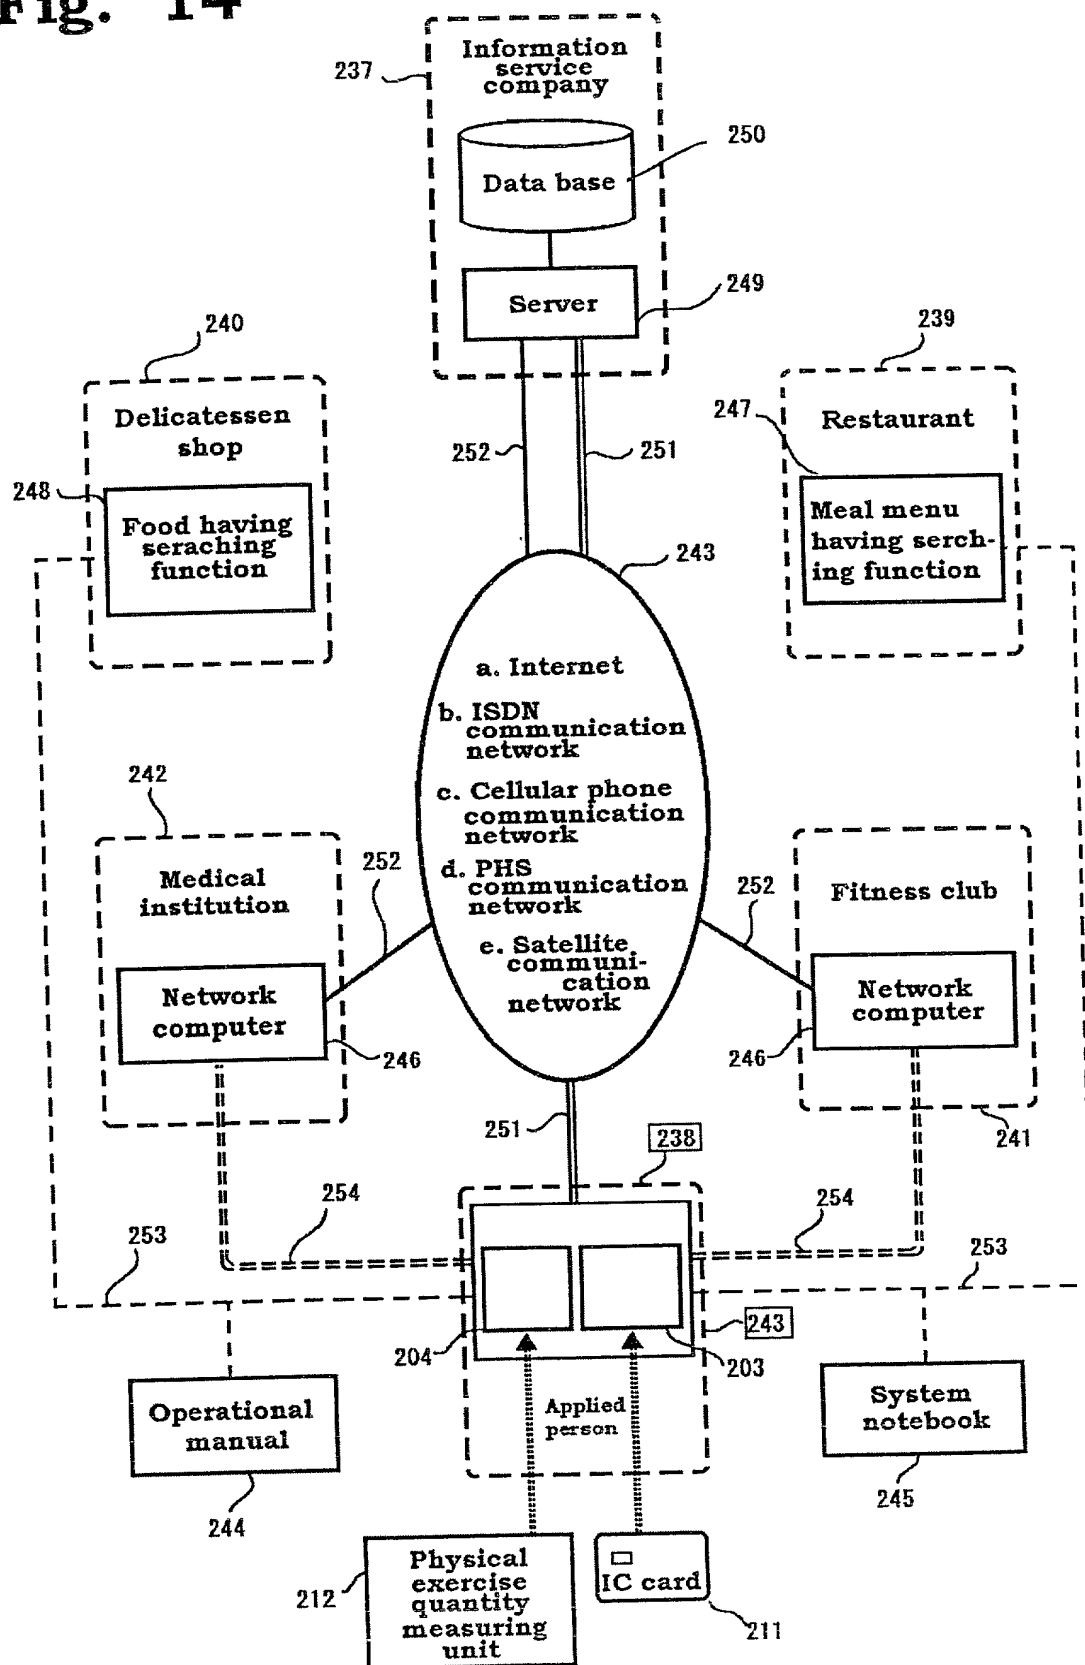 Fig. 14
Information
service
company
237
250
Data base
249
Server
240
239
Delicatessen
shop
247
Restaurant
252
251
248
Food having
seraching
function
Meal menu
having serch-
ing function
243
a. Internet
b. ISDN
communication
network
242
c. Cellular phone
communication
network
252
d. PHS
communication
network
252
Medical
institution
Fitness club
e. Satellite
communi-
cation
network
Network
computer
Network
computer
246
246
251
238
241
254
254
253
253
243
204
203
Operational
manual
Applied
person
System
notebook
244
245
212
Physical
exercise
quantity
measuring
unit
IC card
211